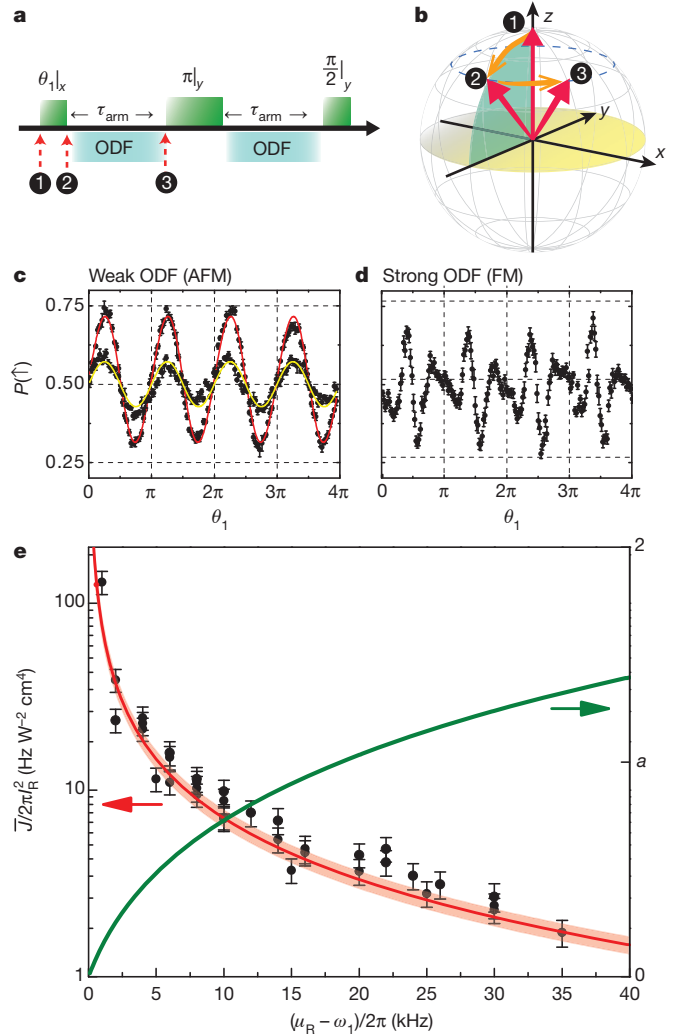 a
θ₁|ₓ
π|y
π/2|y
← τarm →
← τarm →
ODF
ODF
1
2
3
b
1
z
2
3
y
x
c Weak ODF (AFM)
0.75
0.50
0.25
P(↑)
0
π
2π
3π
4π
θ₁
d Strong ODF (FM)
0
π
2π
3π
4π
θ₁
e
100
10
1
J̅/2πI²R (Hz W⁻² cm⁴)
2
a
0
0
5
10
15
20
25
30
35
40
(μR − ω₁)/2π (kHz)